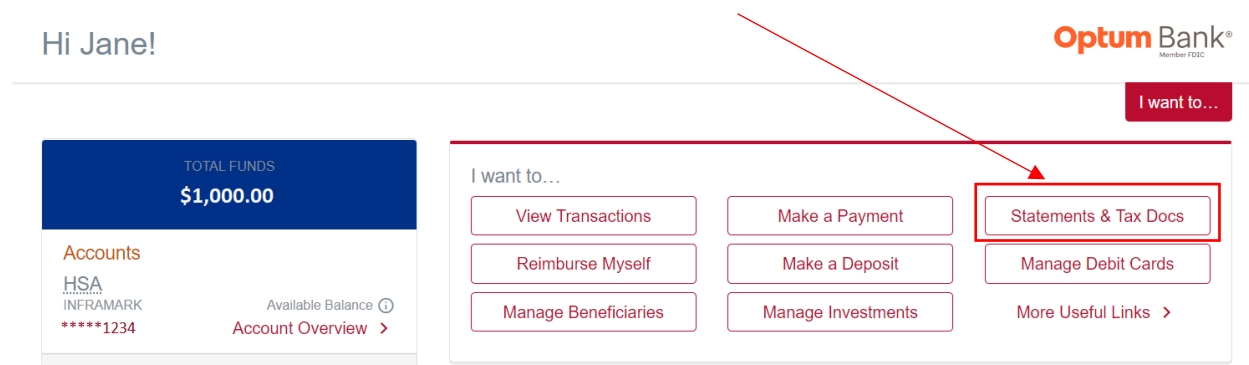 Hi Jane!
Optum Bank®
Member FDIC
I want to...
TOTAL FUNDS
$1,000.00
Accounts
HSA
INFRAMARK
Available Balance
*****1234
Account Overview >
I want to...
View Transactions
Make a Payment
Statements & Tax Docs
Reimburse Myself
Make a Deposit
Manage Debit Cards
Manage Beneficiaries
Manage Investments
More Useful Links >